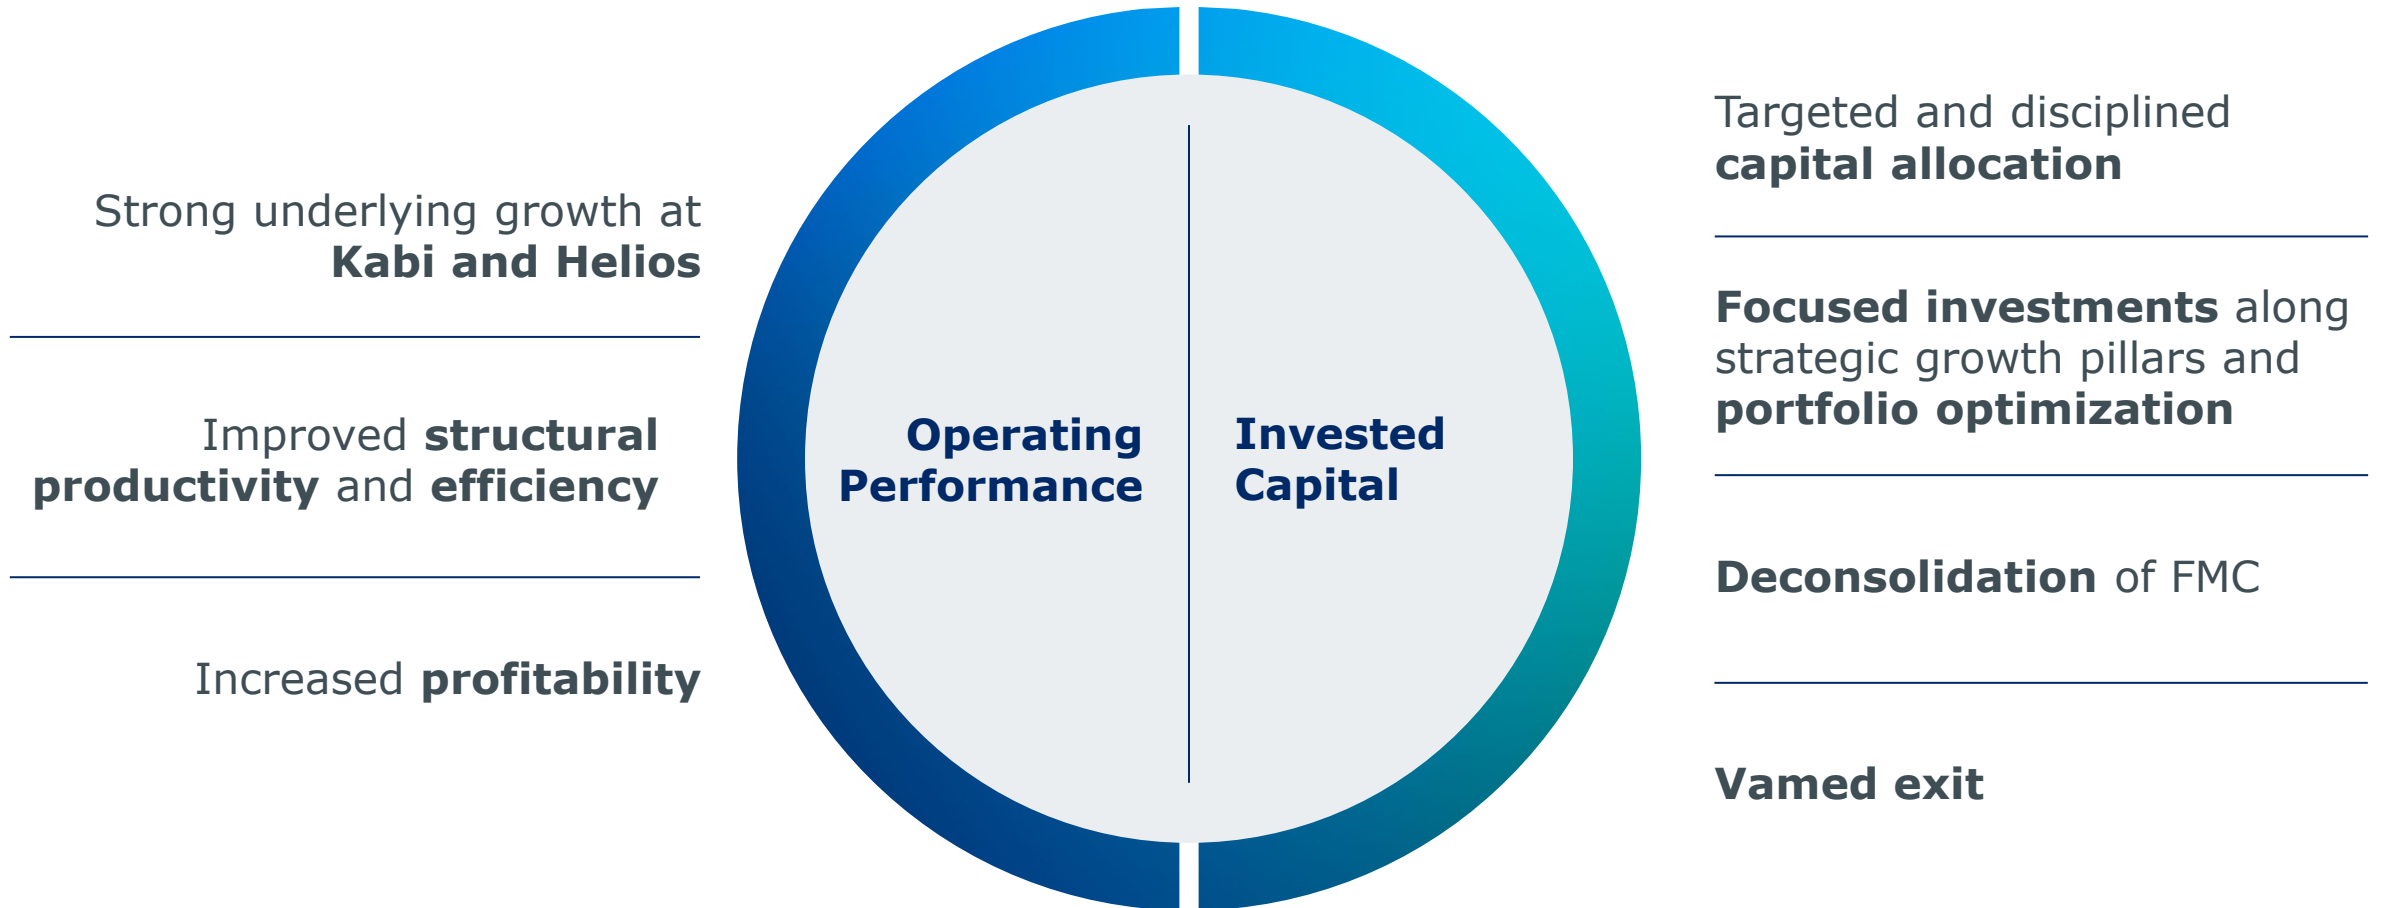 Strong underlying growth at
Kabi and Helios
Improved structural
productivity and efficiency
Increased profitability
Operating
Performance
Invested
Capital
Targeted and disciplined
capital allocation
Focused investments along
strategic growth pillars and
portfolio optimization
Deconsolidation of FMC
Vamed exit